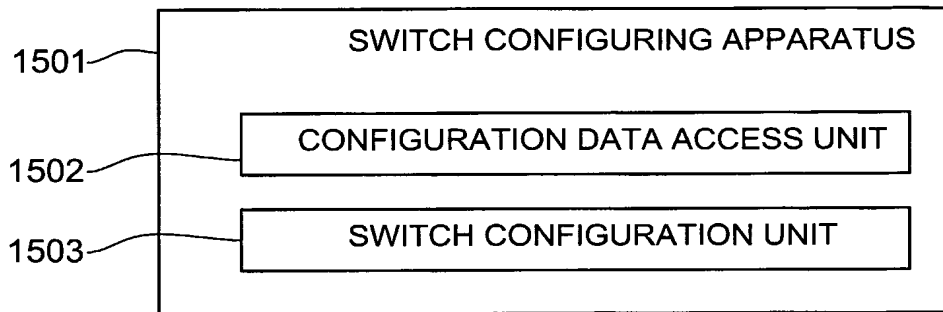 SWITCH CONFIGURING APPARATUS
1501
CONFIGURATION DATA ACCESS UNIT
1502
SWITCH CONFIGURATION UNIT
1503